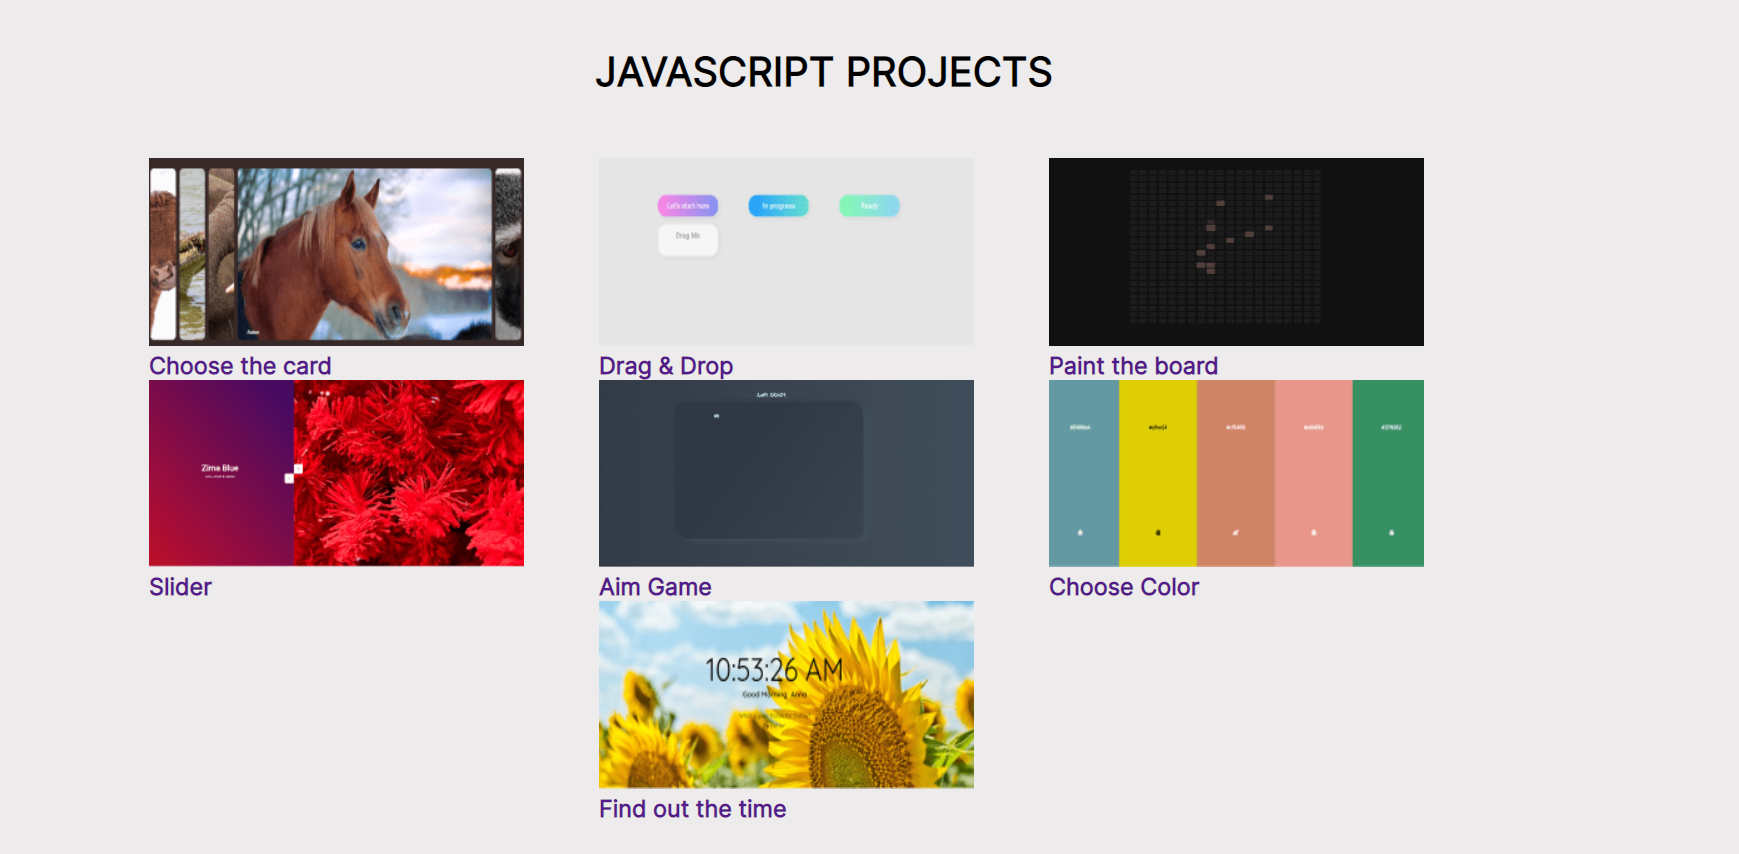 JAVASCRIPT PROJECTS
Let's start here
In progress
Ready
Drag Me
Choose the card
Drag & Drop
Paint the board
Zima Blue
Slider
Aim Game
Choose Color
10:53:26 AM
Good Morning, Anna
Find out the time